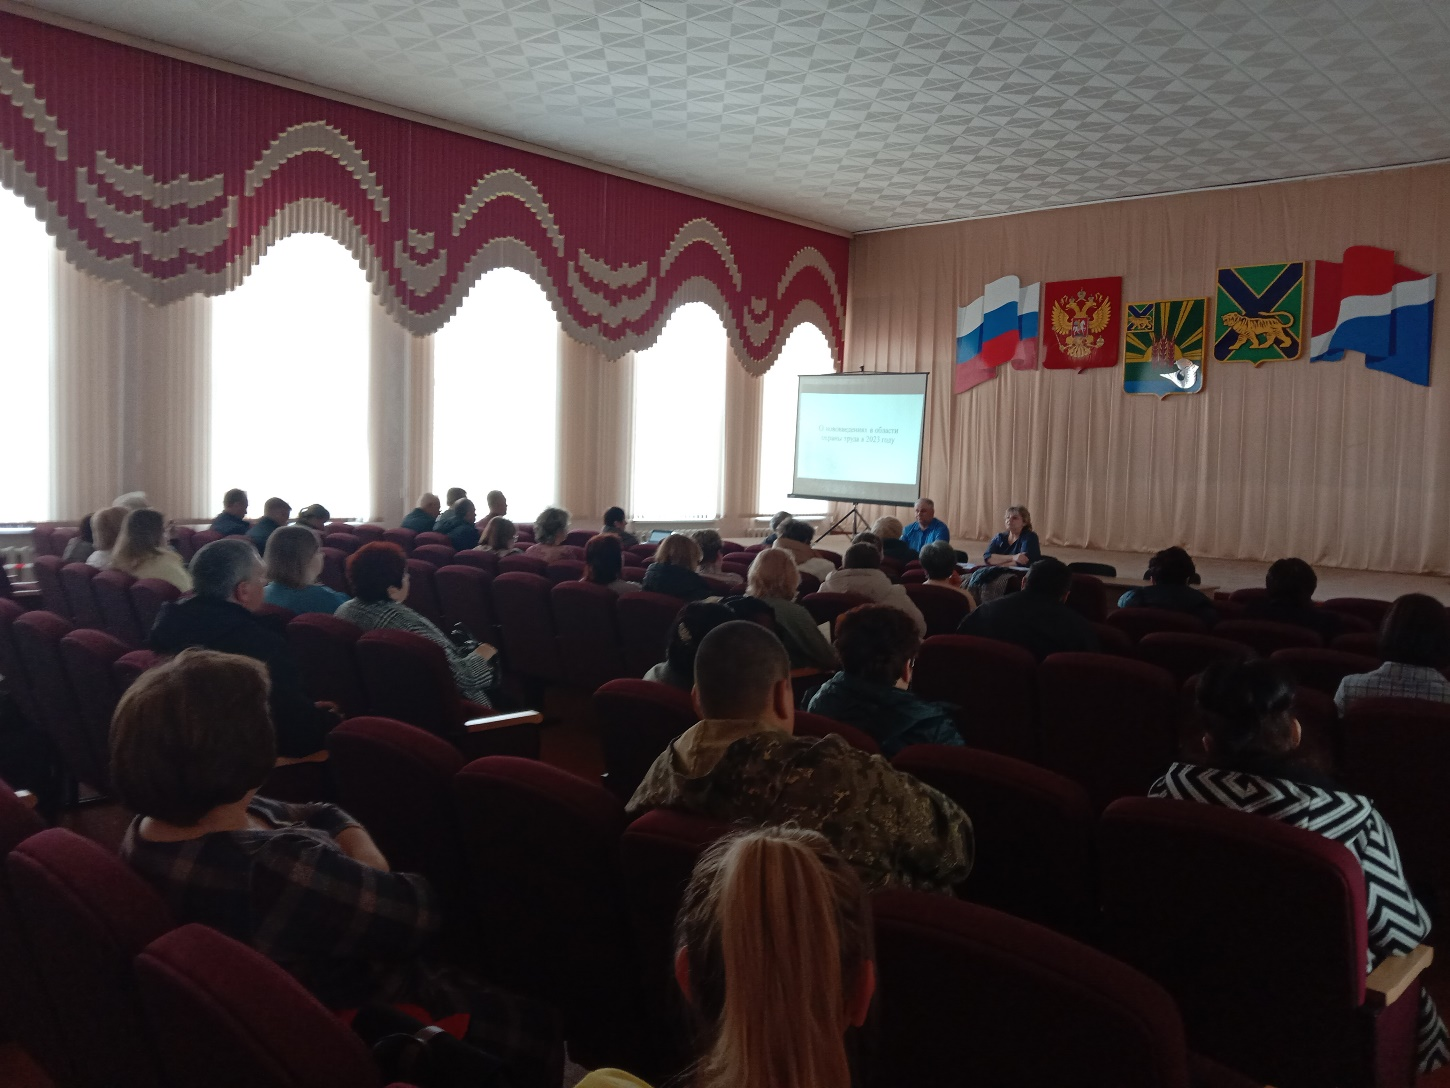 О нововведениях в области
охраны труда в 2023 году